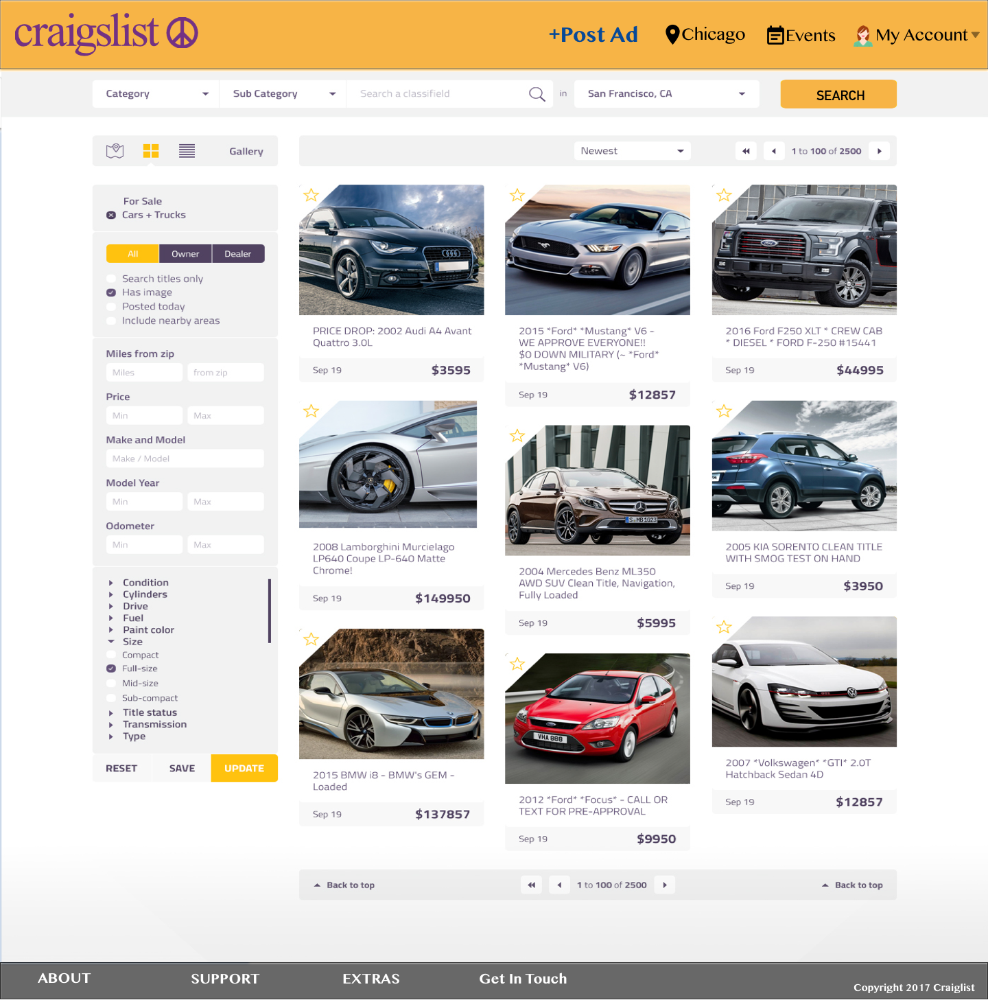 craigslist
+Post Ad
Chicago
Events
My Account
Category
Sub Category
Search a classifield
in
San Francisco, CA
SEARCH
Gallery
Newest
1 to 100 of 2500
For Sale
Cars + Trucks
All
Owner
Dealer
Search titles only
Has image
Posted today
Include nearby areas
Miles from zip
Miles
from zip
Price
Min
Max
Make and Model
Make / Model
Model Year
Min
Max
Odometer
Min
Max
Condition
Cylinders
Drive
Fuel
Paint color
Size
Compact
Full-size
Mid-size
Sub-compact
Title status
Transmission
Type
RESET
SAVE
UPDATE
PRICE DROP: 2002 Audi A4 Avant
Quattro 3.0L
Sep 19
$3595
2015 *Ford* *Mustang* V6 -
WE APPROVE EVERYONE!!
$0 DOWN MILITARY (~ *Ford*
*Mustang* V6)
Sep 19
$12857
Ford
2016 Ford F250 XLT * CREW CAB
* DIESEL * FORD F-250 #15441
Sep 19
$44995
2008 Lamborghini Murcielago
LP640 Coupe LP-640 Matte
Chrome!
Sep 19
$149950
S MB 1023
2004 Mercedes Benz ML350
AWD SUV Clean Title, Navigation,
Fully Loaded
Sep 19
$5995
2005 KIA SORENTO CLEAN TITLE
WITH SMOG TEST ON HAND
Sep 19
$3950
2015 BMW i8 - BMW's GEM -
Loaded
Sep 19
$137857
VHA 888
2012 *Ford* *Focus* - CALL OR
TEXT FOR PRE-APPROVAL
Sep 19
$9950
2007 *Volkswagen* *GTI* 2.0T
Hatchback Sedan 4D
Sep 19
$12857
Back to top
1 to 100 of 2500
Back to top
ABOUT
SUPPORT
EXTRAS
Get In Touch
Copyright 2017 Craiglist